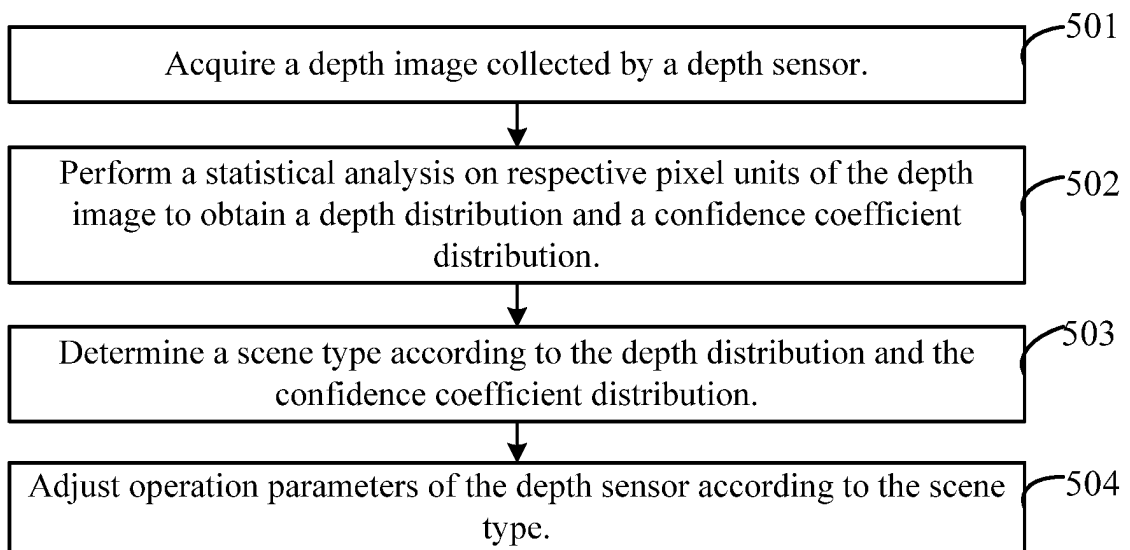 501
Acquire a depth image collected by a depth sensor.
Perform a statistical analysis on respective pixel units of the depth
image to obtain a depth distribution and a confidence coefficient
distribution.
502
Determine a scene type according to the depth distribution and the
confidence coefficient distribution.
503
Adjust operation parameters of the depth sensor according to the scene
type.
504